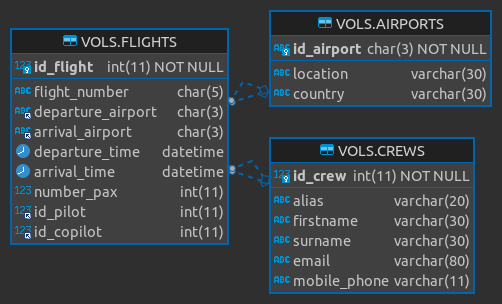 VOLS.FLIGHTS
123 id_flight int(11) NOT NULL
ABC flight_number char(5)
ABC departure_airport char(3)
ABC arrival_airport char(3)
departure_time datetime
arrival_time datetime
123 number_pax int(11)
123 id_pilot int(11)
123 id_copilot int(11)
VOLS.AIRPORTS
ABC id_airport char(3) NOT NULL
ABC location varchar(30)
ABC country varchar(30)
VOLS.CREWS
123 id_crew int(11) NOT NULL
ABC alias varchar(20)
ABC firstname varchar(30)
ABC surname varchar(30)
ABC email varchar(80)
ABC mobile_phone varchar(11)